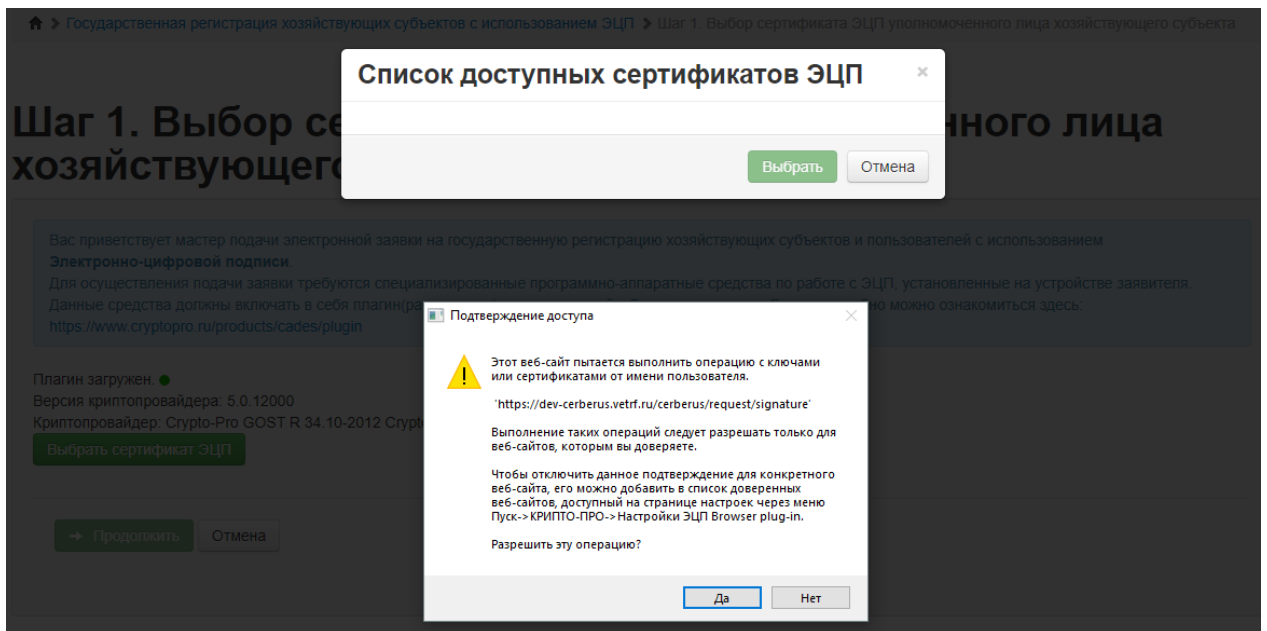 Государственная регистрация хозяйствующих субъектов с использованием ЭЦП > Шаг 1. Выбор сертификата ЭЦП уполномоченного лица хозяйствующего субъекта
Список доступных сертификатов ЭЦП ×
Шаг 1. Выбор се нного лица
хозяйствующего
Выбрать Отмена
Вас приветствует мастер подачи электронной заявки на государственную регистрацию хозяйствующих субъектов и пользователей с использованием
Электронно-цифровой подписи.
Для осуществления подачи заявки требуются специализированные программно-аппаратные средства по работе с ЭЦП, установленные на устройстве заявителя.
Данные средства должны включать в себя плагин(ра но можно ознакомиться здесь:
https://www.cryptopro.ru/products/cades/plugin
Плагин загружен.
Версия криптопровайдера: 5.0.12000
Криптопровайдер: Crypto-Pro GOST R 34.10-2012 Crypt
Выбрать сертификат ЭЦП
Продолжить Отмена
Подтверждение доступа
Этот веб-сайт пытается выполнить операцию с ключами
или сертификатами от имени пользователя.
'https://dev-cerberus.vetrf.ru/cerberus/request/signature'
Выполнение таких операций следует разрешать только для
веб-сайтов, которым вы доверяете.
Чтобы отключить данное подтверждение для конкретного
веб-сайта, его можно добавить в список доверенных
веб-сайтов, доступный на странице настроек через меню
Пуск->КРИПТО-ПРО->Настройки ЭЦП Browser plug-in.
Разрешить эту операцию?
Да Нет